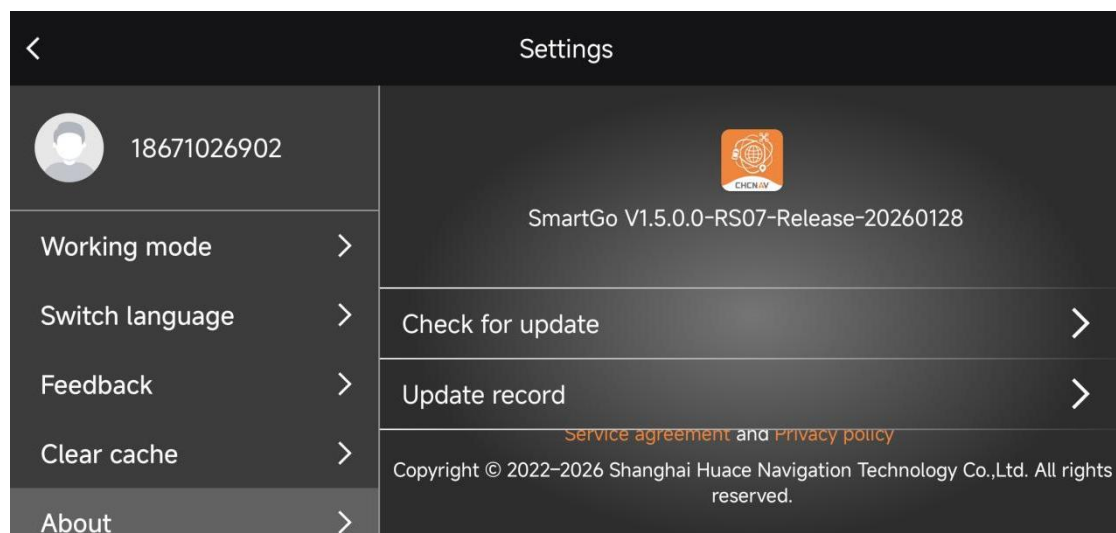 Settings
18671026902
Working mode
Switch language
Feedback
Clear cache
About
CHCNAV
SmartGo V1.5.0.0-RS07-Release-20260128
Check for update
Update record
Service agreement and Privacy policy
Copyright © 2022–2026 Shanghai Huace Navigation Technology Co.,Ltd. All rights
reserved.